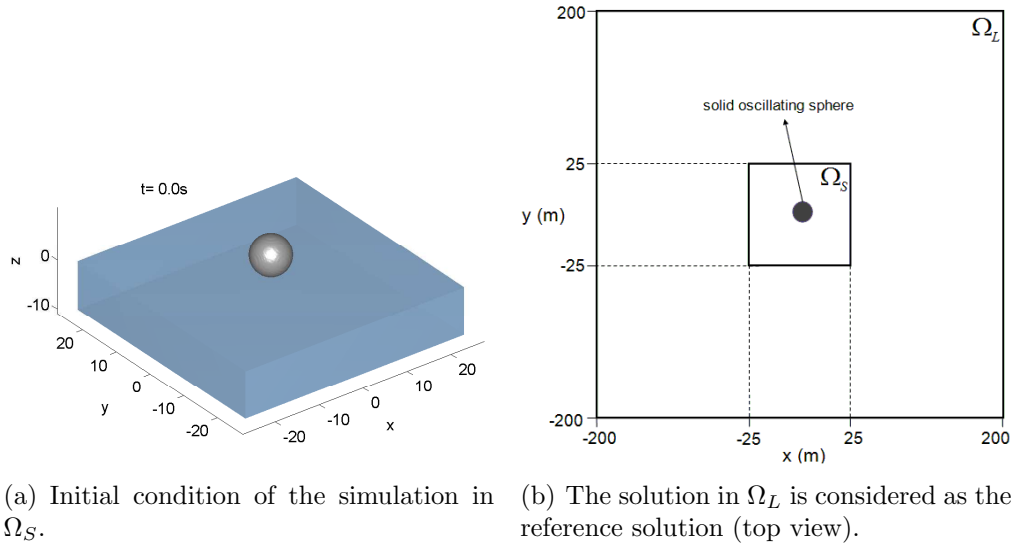 t= 0.0s
z
0
-10
20
10
0
-10
-20
y
-20
-10
0
10
20
x
(a) Initial condition of the simulation in
Ω_S.
200
Ω_L
solid oscillating sphere
25
Ω_S
y (m)
-25
-200
-200
-25
25
200
x (m)
(b) The solution in Ω_L is considered as the
reference solution (top view).